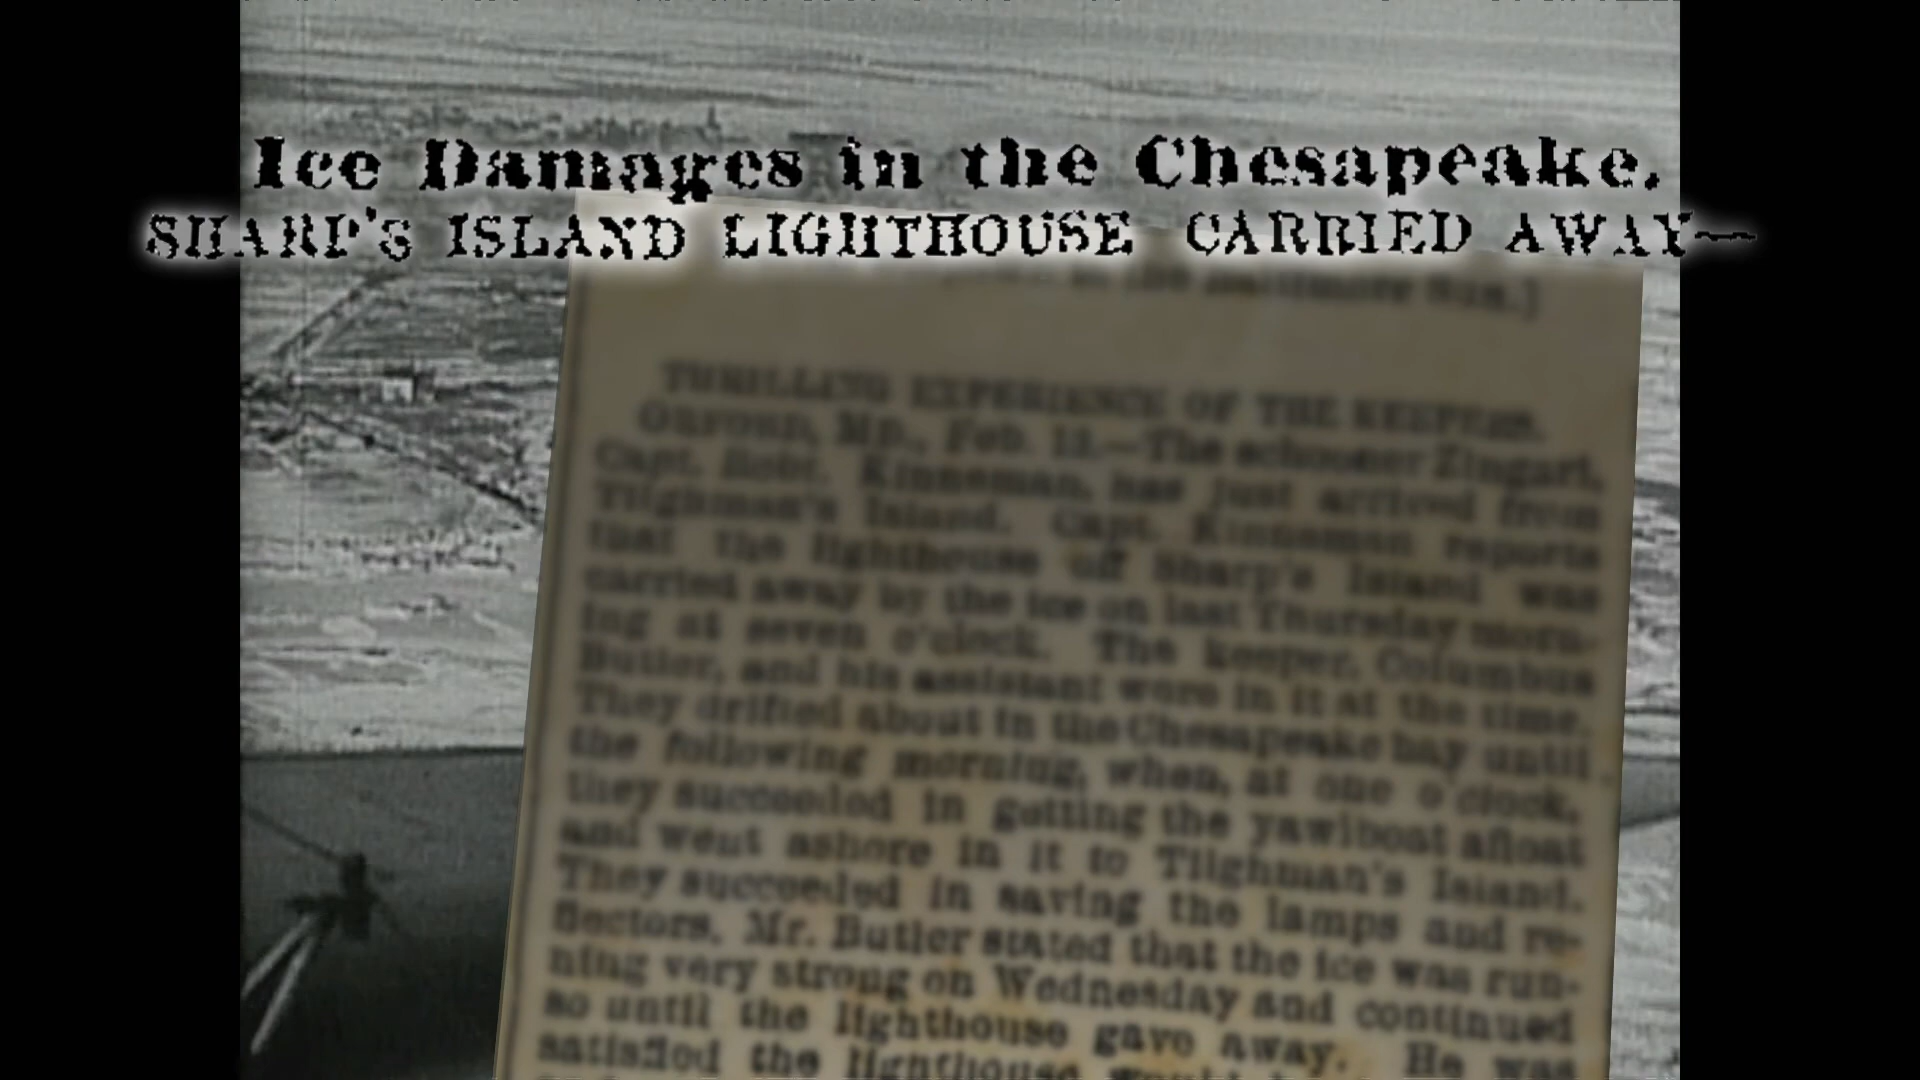 Ice Damages in the Chesapeake.
SHARP'S ISLAND LIGHTHOUSE CARRIED AWAY—
Baltimore Sun.]
THRILLING EXPERIENCE OF THE KEEPERS.
OXFORD, MD., Feb. —The schooner Zingari,
Capt. Robt. Kinneman, has just arrived from
Tilghman's Island. Capt. Kinneman reports
that the lighthouse off Sharp's Island was
carried away by the ice on last Thursday morn-
ing at seven o'clock. The keeper, Columbus
Butler, and his assistant were in it at the time.
They drifted about in the Chesapeake bay until
the following morning, when, at one o'clock,
they succeeded in getting the yawlboat afloat
and went ashore in it to Tilghman's Island.
They succeeded in saving the lamps and re-
flectors. Mr. Butler stated that the ice was run-
ning very strong on Wednesday and continued
so until the lighthouse gave away. He was
satisfied the lighthouse would